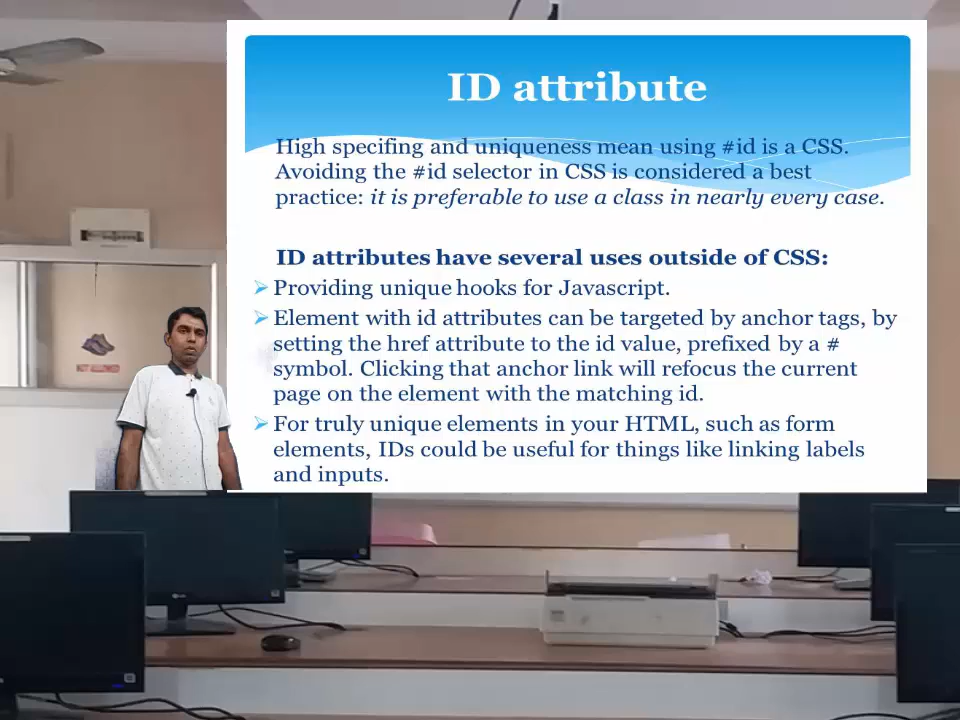 ID attribute
High specifing and uniqueness mean using #id is a CSS.
Avoiding the #id selector in CSS is considered a best
practice: it is preferable to use a class in nearly every case.
ID attributes have several uses outside of CSS:
Providing unique hooks for Javascript.
Element with id attributes can be targeted by anchor tags, by
setting the href attribute to the id value, prefixed by a #
symbol. Clicking that anchor link will refocus the current
page on the element with the matching id.
For truly unique elements in your HTML, such as form
elements, IDs could be useful for things like linking labels
and inputs.
NOT ALLOWED